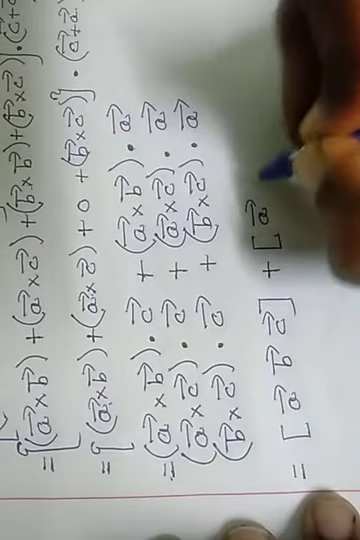 = [(a⃗ × b⃗) + (a⃗ × c⃗) + (b⃗ × b⃗) + (b⃗ × c⃗)] · (c⃗ + a⃗
= [(a⃗ × b⃗) + (a⃗ × c⃗) + 0 + (b⃗ × c⃗)] · (c⃗ + a⃗
= (a⃗ × b⃗) · c⃗ + (a⃗ × b⃗) · a⃗
(a⃗ × c⃗) · c⃗ + (a⃗ × c⃗) · a⃗
(b⃗ × c⃗) · c⃗ + (b⃗ × c⃗) · a⃗
= [a⃗ b⃗ c⃗] + [a⃗